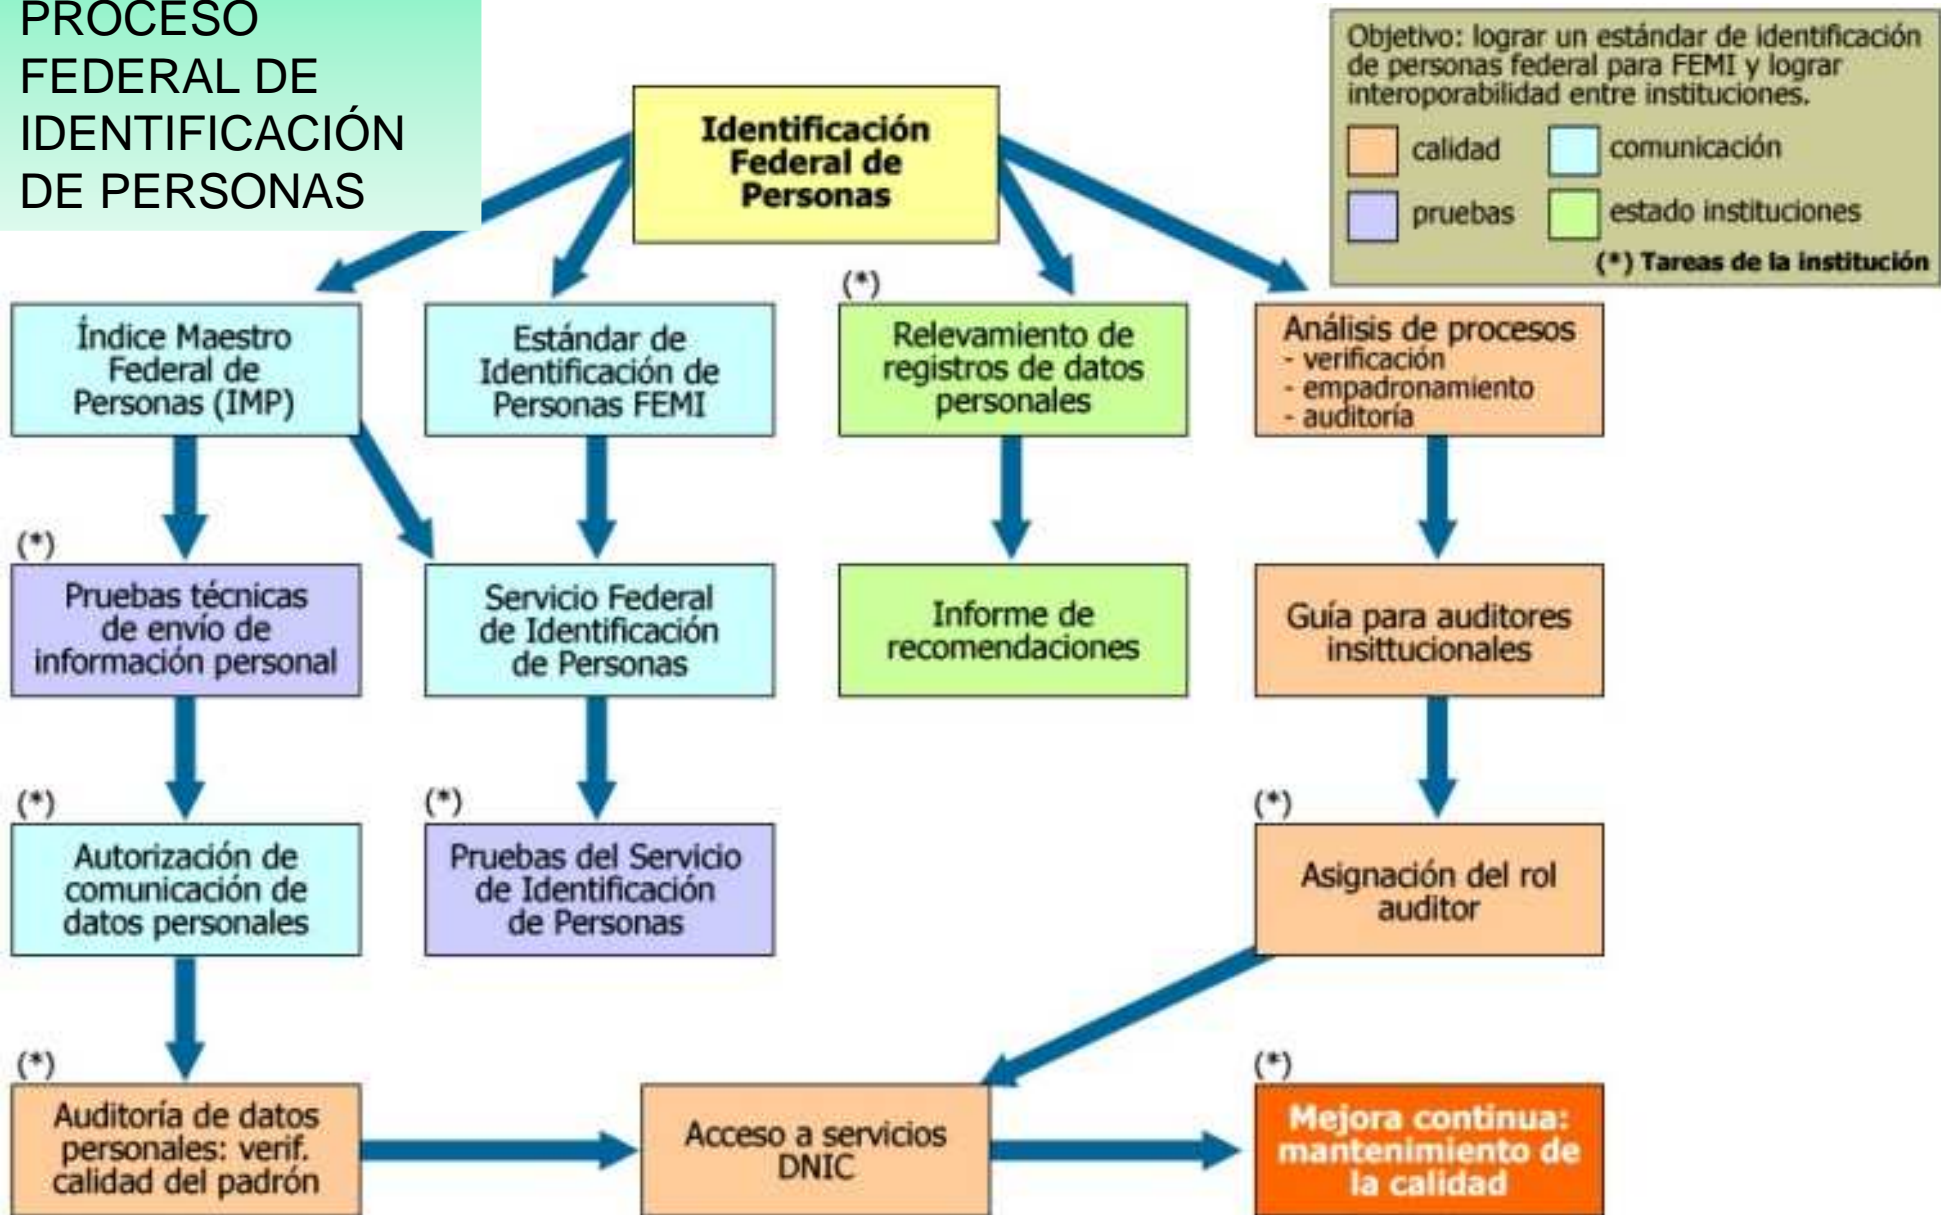 PROCESO
FEDERAL DE
IDENTIFICACIÓN
DE PERSONAS
Objetivo: lograr un estándar de identificación
de personas federal para FEMI y lograr
interoporabilidad entre instituciones.
calidad
comunicación
pruebas
estado instituciones
(*) Tareas de la institución
Identificación
Federal de
Personas
Índice Maestro
Federal de
Personas (IMP)
Estándar de
Identificación de
Personas FEMI
(*)
Relevamiento de
registros de datos
personales
Análisis de procesos
- verificación
- empadronamiento
- auditoría
(*)
Pruebas técnicas
de envío de
información personal
Servicio Federal
de Identificación
de Personas
Informe de
recomendaciones
Guía para auditores
insittucionales
(*)
Autorización de
comunicación de
datos personales
(*)
Pruebas del Servicio
de Identificación
de Personas
(*)
Asignación del rol
auditor
(*)
Auditoría de datos
personales: verif.
calidad del padrón
Acceso a servicios
DNIC
(*)
Mejora continua:
mantenimiento de
la calidad